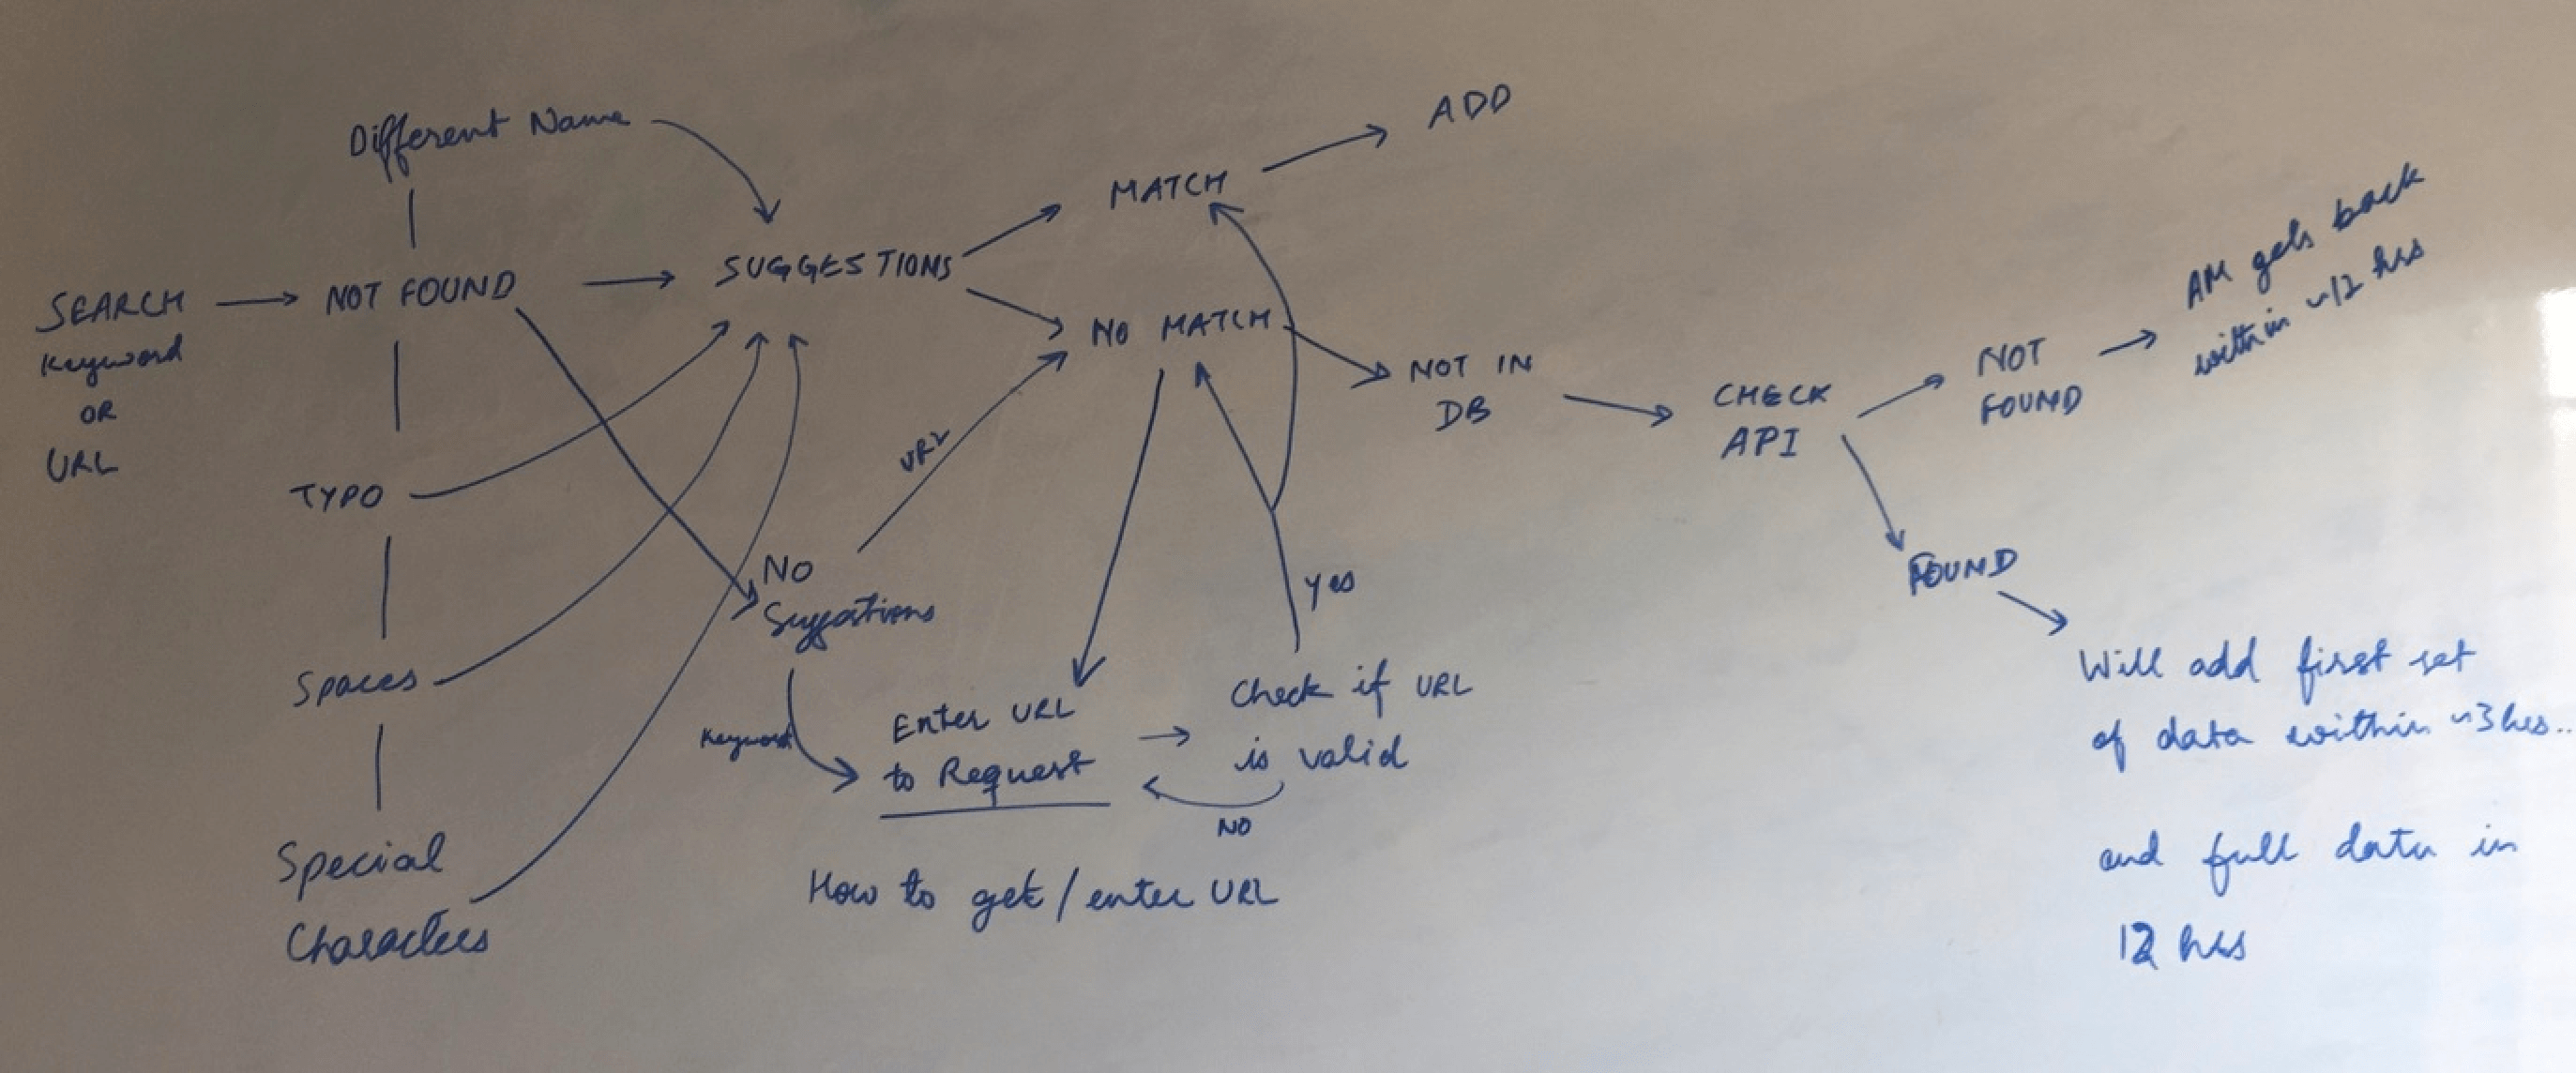 Different Name
ADD
MATCH
SEARCH
Keyword
OR
URL
NOT FOUND
SUGGESTIONS
NO MATCH
NOT IN
DB
CHECK
API
NOT
FOUND
AM gets back
within ~12 hrs
TYPO
URL
NO
Suggestions
Yes
FOUND
Spaces
Keyword
Enter URL
to Request
Check if URL
is valid
NO
Will add first set
of data within ~3 hrs..
and full data in
12 hrs
Special
Characters
How to get / enter URL